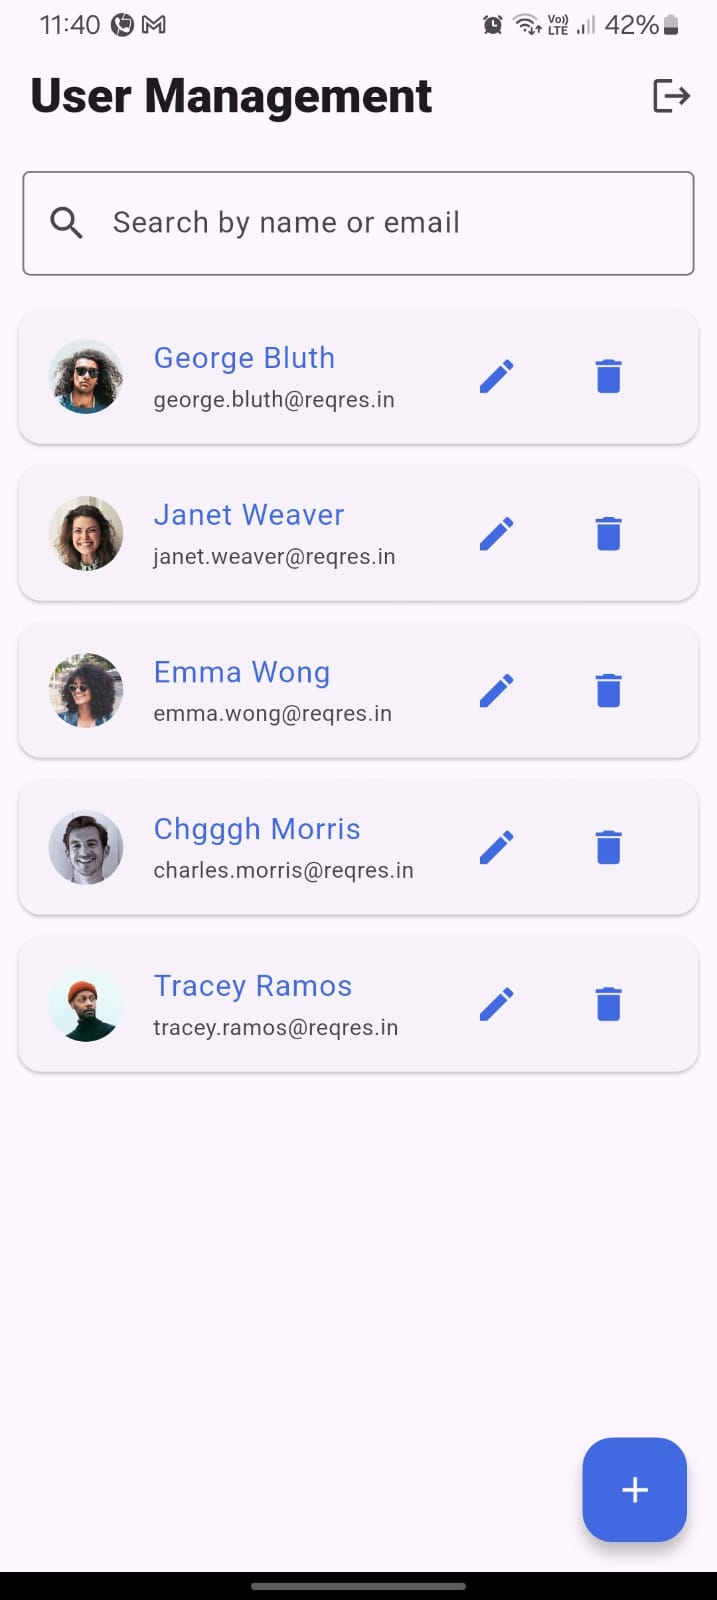 11:40 Vo)) LTE 42%
User Management
Search by name or email
George Bluth
george.bluth@reqres.in
Janet Weaver
janet.weaver@reqres.in
Emma Wong
emma.wong@reqres.in
Chgggh Morris
charles.morris@reqres.in
Tracey Ramos
tracey.ramos@reqres.in